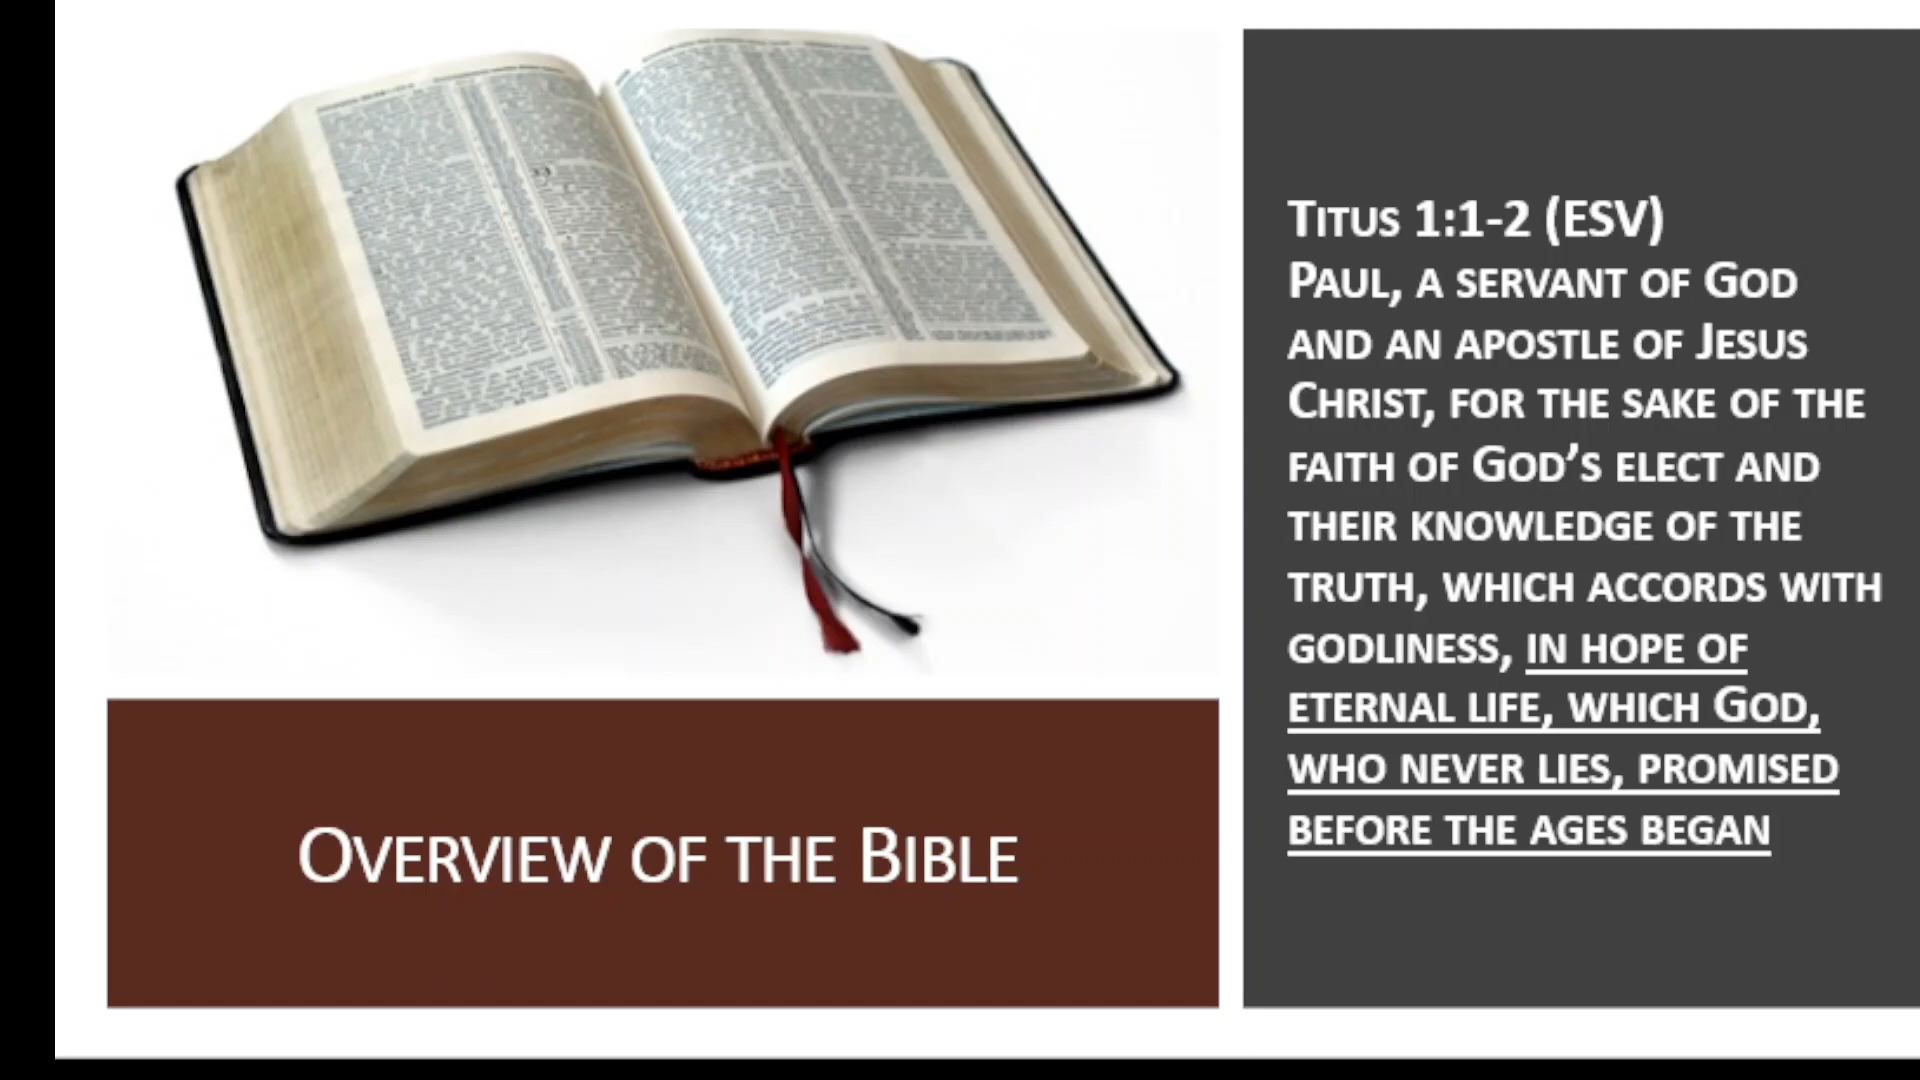 Titus 1:1-2 (ESV)
Paul, a servant of God
and an apostle of Jesus
Christ, for the sake of the
faith of God’s elect and
their knowledge of the
truth, which accords with
godliness, in hope of
eternal life, which God,
who never lies, promised
before the ages began
Overview of the Bible